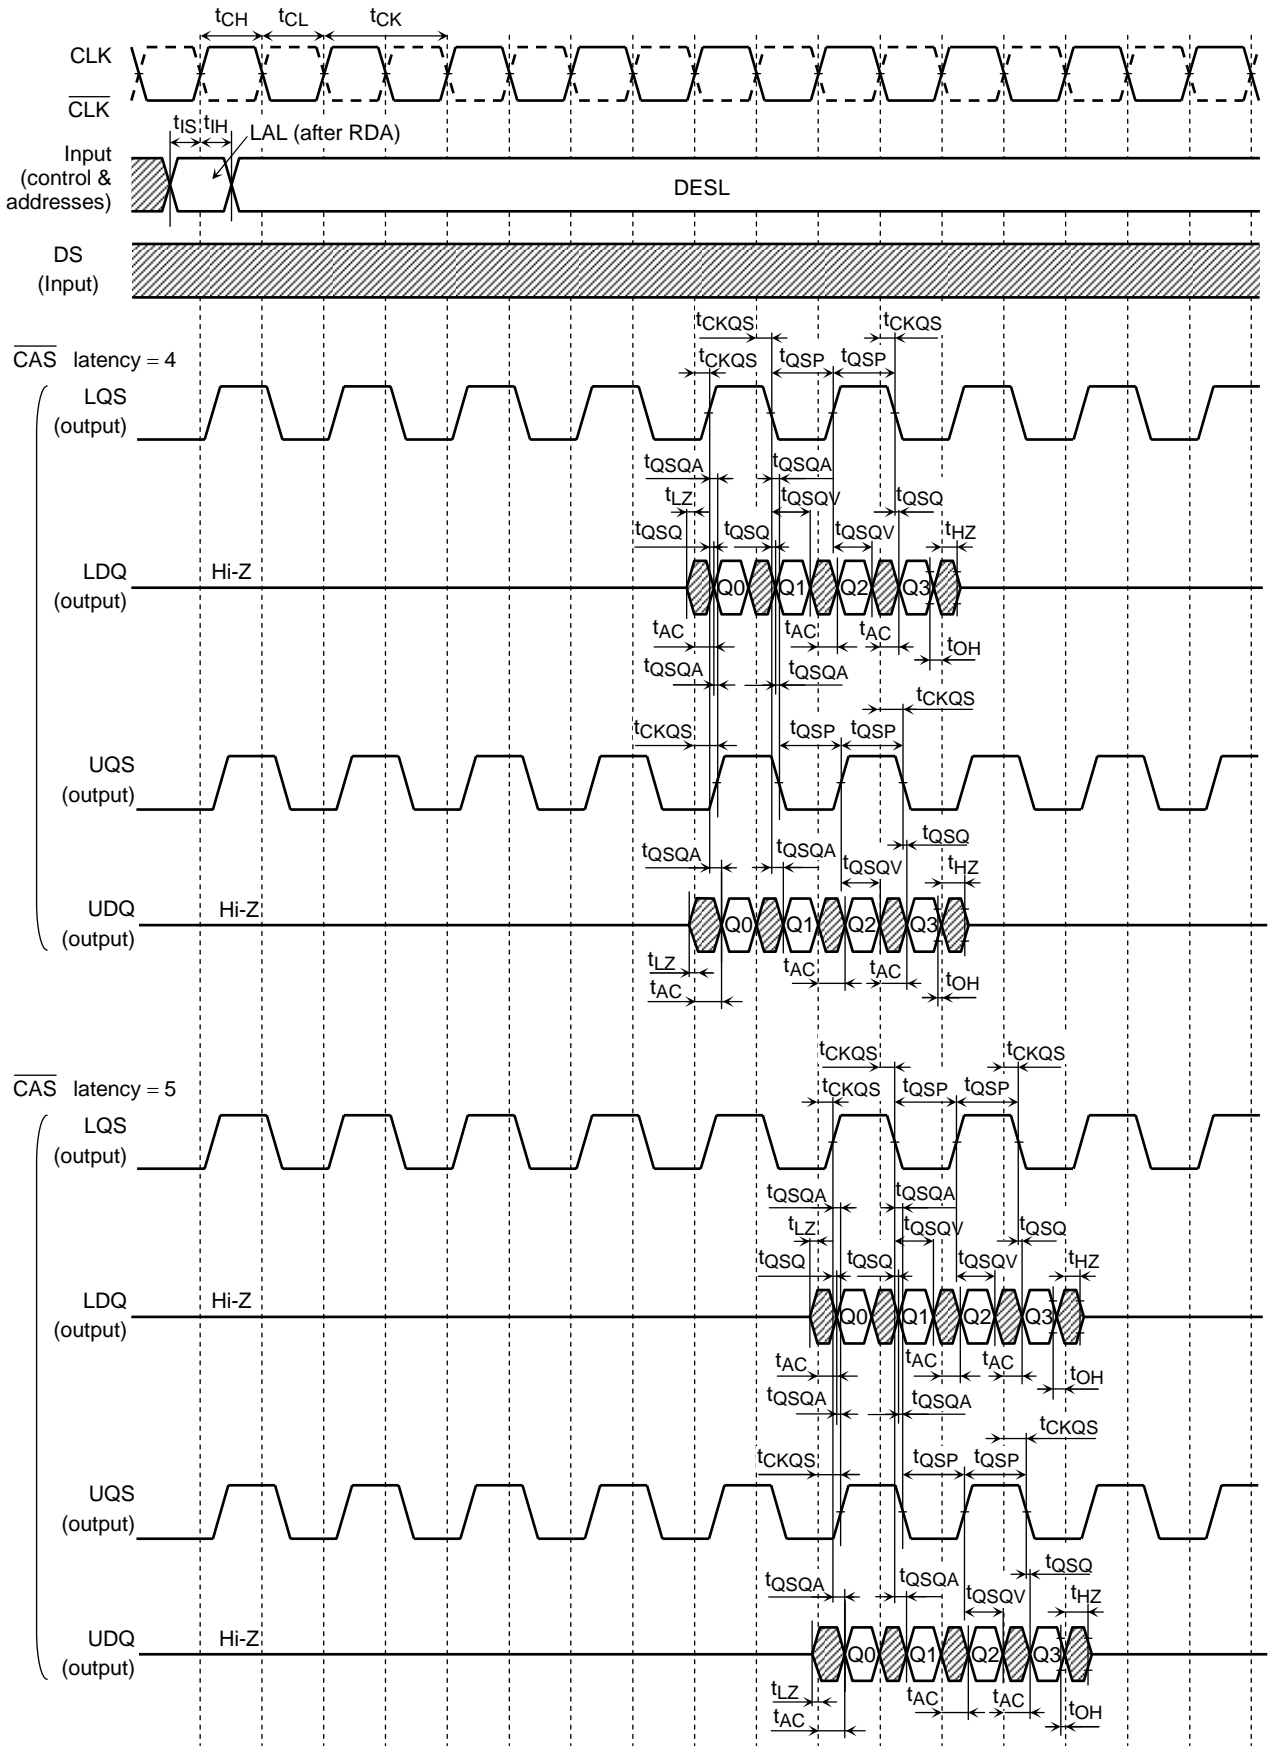 tCH tCL tCK
CLK
CLK
tIS tIH LAL (after RDA)
Input
(control &
addresses)
DESL
DS
(Input)
tCKQS tCKQS
CAS latency = 4
tCKQS tQSP tQSP
LQS
(output)
tQSQA tQSQA
tLZ tQSQV tQSQ
tQSQ tQSQ tQSQV tHZ
LDQ
(output)
Hi-Z
Q0 Q1 Q2 Q3
tAC tAC tAC tOH
tQSQA tQSQA
tCKQS
tCKQS tQSP tQSP
UQS
(output)
tQSQ
tQSQA tQSQA tQSQV tHZ
UDQ
(output)
Hi-Z
Q0 Q1 Q2 Q3
tLZ tAC tAC tOH
tAC
tCKQS tCKQS
CAS latency = 5
tCKQS tQSP tQSP
LQS
(output)
tQSQA tQSQA
tLZ tQSQV tQSQ
tQSQ tQSQ tQSQV tHZ
LDQ
(output)
Hi-Z
Q0 Q1 Q2 Q3
tAC tAC tAC tOH
tQSQA tQSQA
tCKQS
tCKQS tQSP tQSP
UQS
(output)
tQSQ
tQSQA tQSQA tQSQV tHZ
UDQ
(output)
Hi-Z
Q0 Q1 Q2 Q3
tLZ tAC tAC tOH
tAC